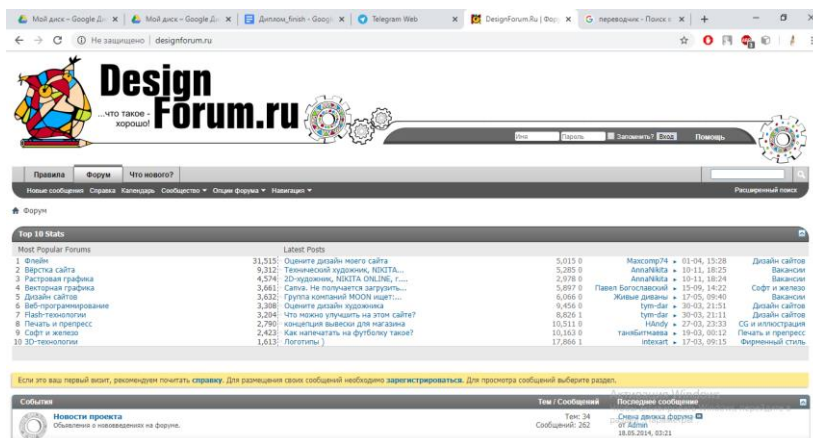 Мой диск – Google Ди
Мой диск – Google Ди
Диплом_finish - Googl
Telegram Web
DesignForum.Ru | Фор
переводчик - Поиск в
Не защищено | designforum.ru
Design
...что такое -
хорошо!
Forum.ru
Имя Пароль Запомнить? Вход Помощь
Правила Форум Что нового?
Новые сообщения Справка Календарь Сообщество Опции форума Навигация Расширенный поиск
Форум
Top 10 Stats
Most Popular Forums Latest Posts
1 Флейм 31,515 Оцените дизайн моего сайта 5,015 0 Maxcomp74 01-04, 15:28 Дизайн сайтов
2 Вёрстка сайта 9,312 Технический художник, NIKITA... 5,285 0 AnnaNikita 10-11, 18:25 Вакансии
3 Растровая графика 4,574 2D-художник, NIKITA ONLINE, г.... 2,978 0 AnnaNikita 10-11, 18:24 Вакансии
4 Векторная графика 3,661 Canva. Не получается загрузить... 5,897 0 Павел Богославский 15-09, 14:22 Софт и железо
5 Дизайн сайтов 3,632 Группа компаний MOON ищет:... 6,066 0 Живые диваны 17-05, 09:40 Вакансии
6 Веб-программирование 3,308 Оцените дизайн художника 9,456 0 tym-dar 30-03, 21:51 Дизайн сайтов
7 Flash-технологии 3,204 Что можно улучшить на этом сайте? 8,826 1 tym-dar 30-03, 21:11 Дизайн сайтов
8 Печать и препресс 2,790 концепция вывески для магазина 10,511 0 HAndy 27-03, 23:33 CG и иллюстрация
9 Софт и железо 2,423 Как напечатать на футболку такое? 10,163 0 таняБитмаева 19-03, 00:12 Печать и препресс
10 3D-технологии 1,613 Логотипы ) 17,866 1 intexart 17-03, 09:15 Фирменный стиль
Если это ваш первый визит, рекомендуем почитать справку. Для размещения своих сообщений необходимо зарегистрироваться. Для просмотра сообщений выберите раздел.
Активация Windows
События Тем / Сообщений Последнее сообщение
Новости проекта Тем: 34 Смена движка форума
Объявления о нововведениях на форуме. Сообщений: 262 от Admin
18.05.2014, 03:21